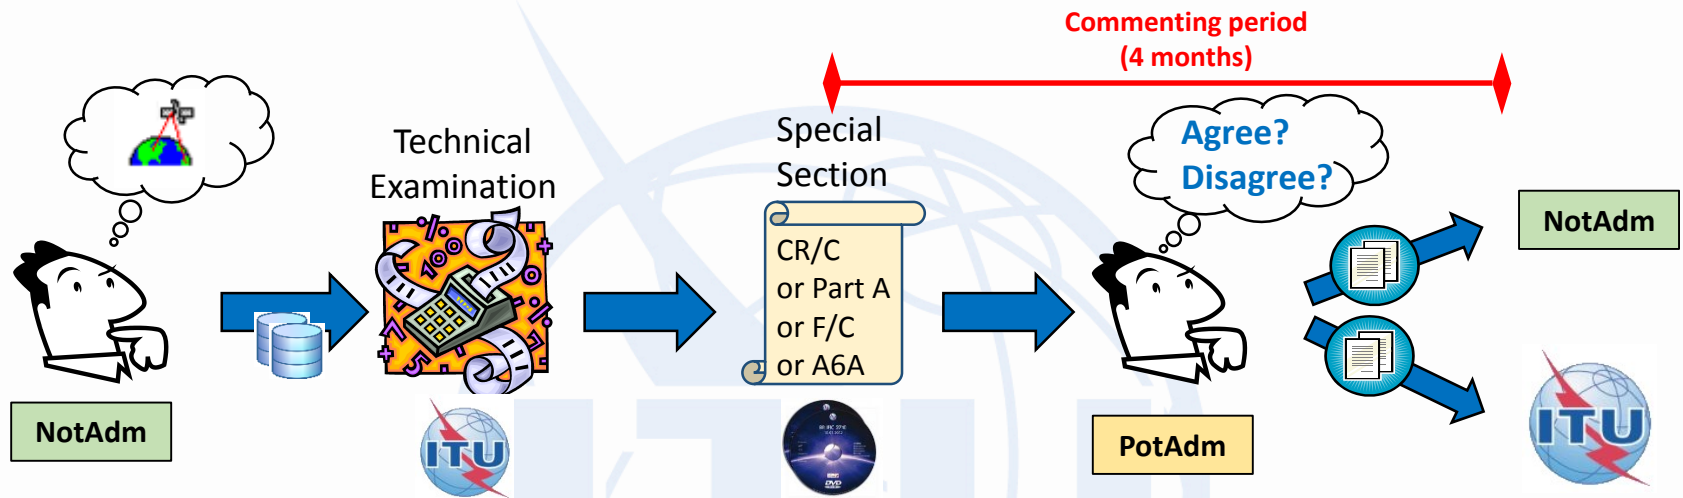 Commenting period
(4 months)
Technical
Examination
Special
Section
CR/C
or Part A
or F/C
or A6A
Agree?
Disagree?
NotAdm
NotAdm
ITU
PotAdm
ITU
DVD
ITU